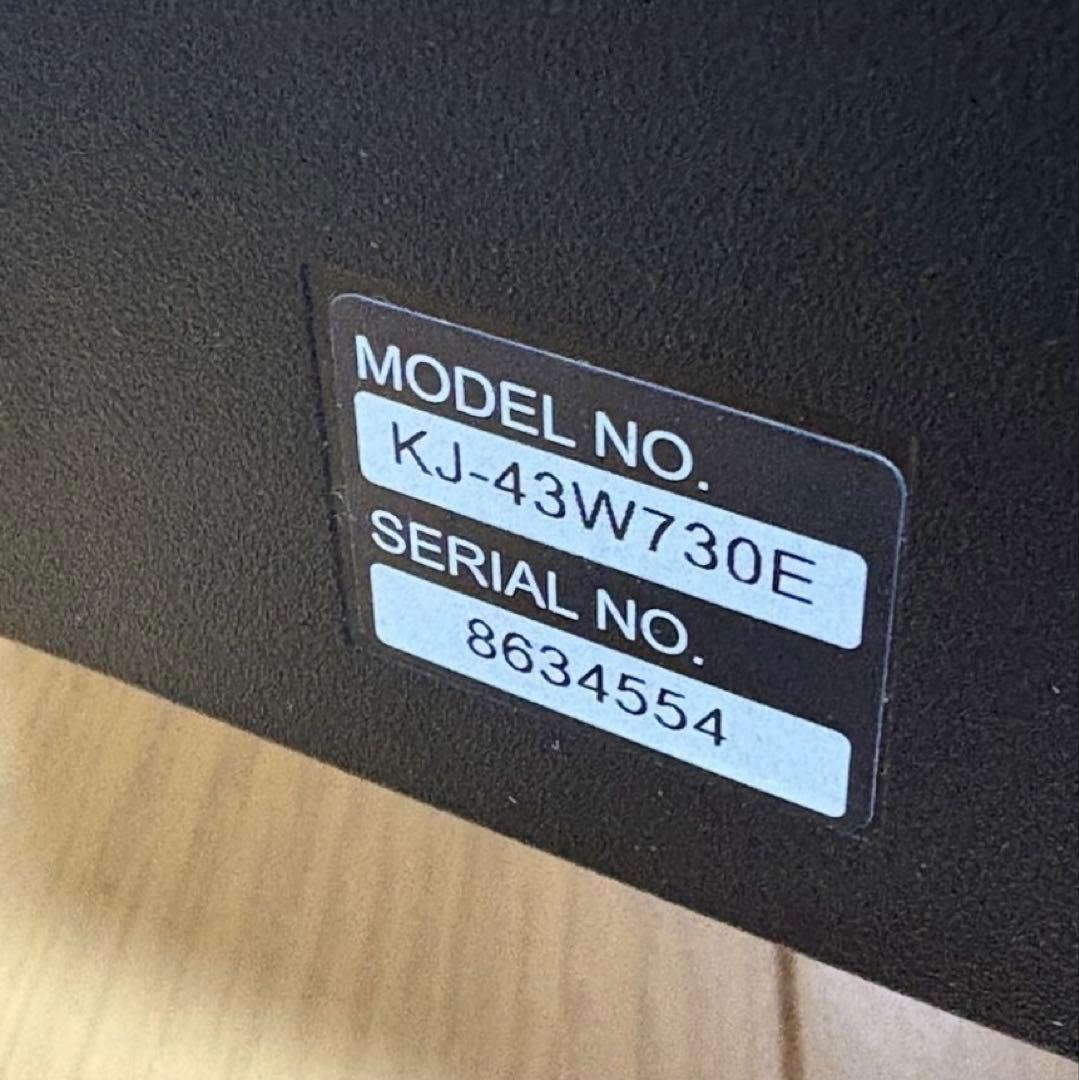 MODEL NO.
KJ-43W730E
SERIAL NO.
8634554